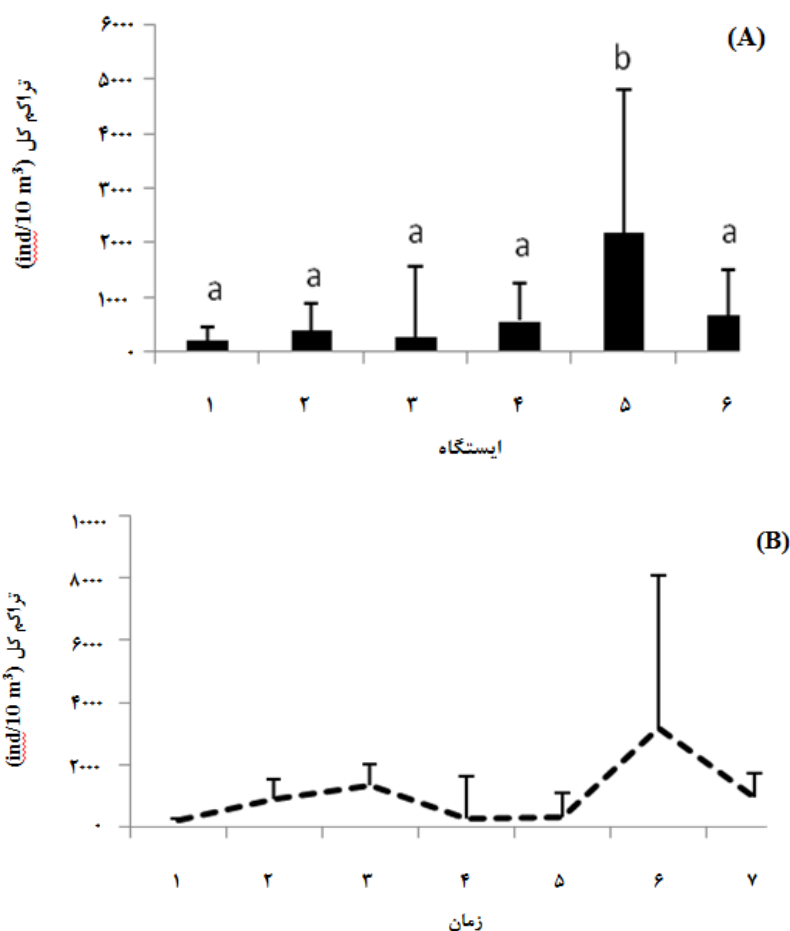 (A)
تراکم کل (ind/10 m³)
۶۰۰۰
۵۰۰۰
۴۰۰۰
۳۰۰۰
۲۰۰۰
۱۰۰۰
۰
a a a a b a
۱ ۲ ۳ ۴ ۵ ۶
ایستگاه
(B)
تراکم کل (ind/10 m³)
۱۰۰۰۰
۸۰۰۰
۶۰۰۰
۴۰۰۰
۲۰۰۰
۰
۱ ۲ ۳ ۴ ۵ ۶ ۷
زمان